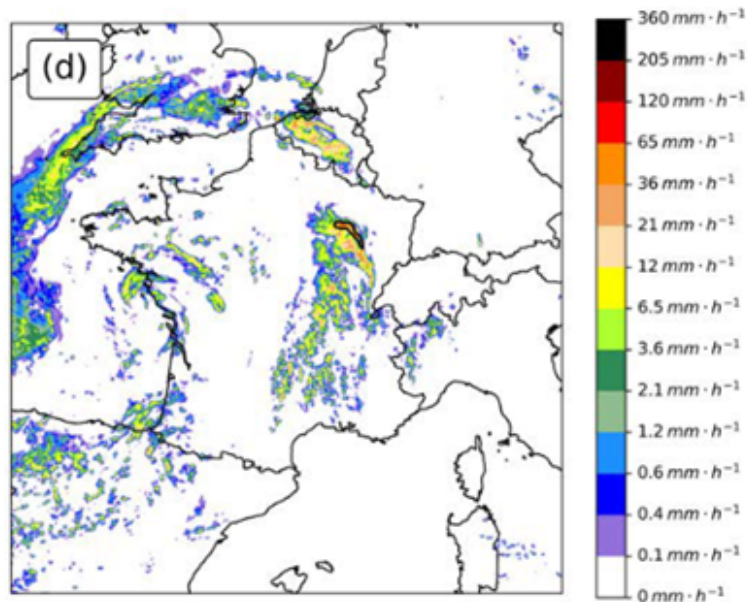 (d)
360 mm · h⁻¹
205 mm · h⁻¹
120 mm · h⁻¹
65 mm · h⁻¹
36 mm · h⁻¹
21 mm · h⁻¹
12 mm · h⁻¹
6.5 mm · h⁻¹
3.6 mm · h⁻¹
2.1 mm · h⁻¹
1.2 mm · h⁻¹
0.6 mm · h⁻¹
0.4 mm · h⁻¹
0.1 mm · h⁻¹
0 mm · h⁻¹